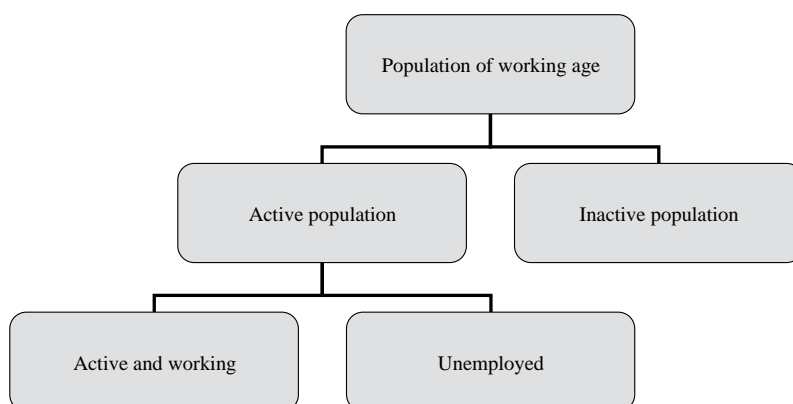 Population of working age
Active population
Inactive population
Active and working
Unemployed